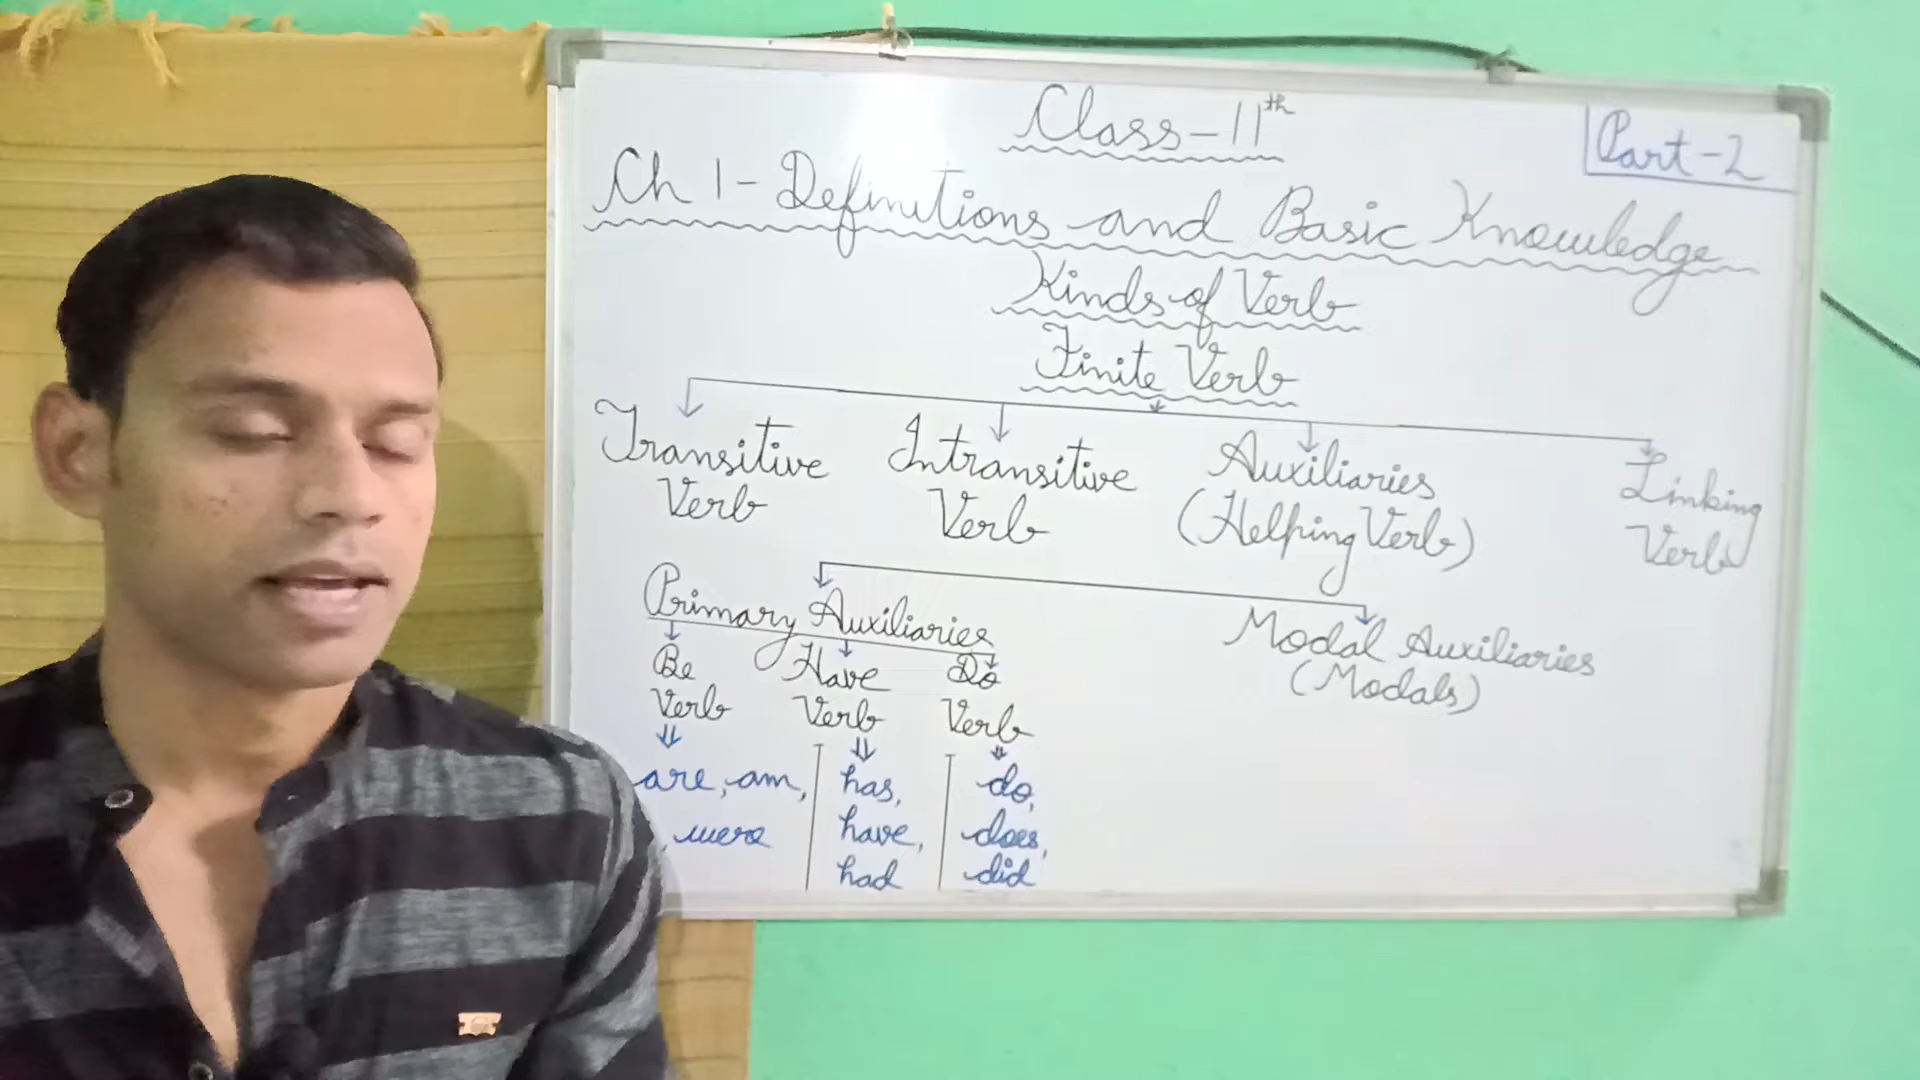 Class-11th
Part-2
Ch 1- Definitions and Basic Knowledge
Kinds of Verb
Finite Verb
Transitive Verb
Intransitive Verb
Auxiliaries (Helping Verb)
Linking Verb
Primary Auxiliaries
Modal Auxiliaries (Modals)
Be Verb
Have Verb
Do Verb
are, am,
, were
has,
have,
had
do,
does,
did